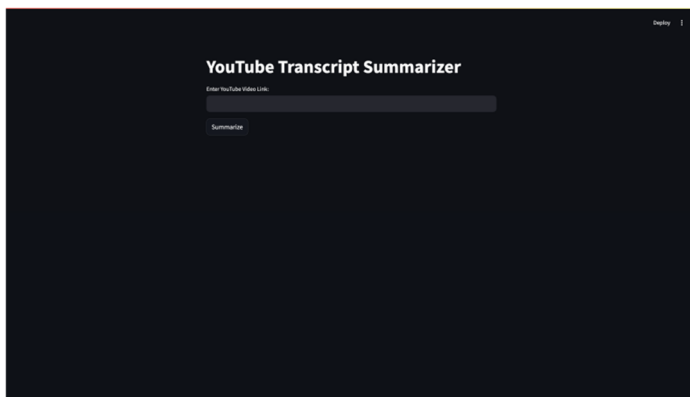 Deploy
YouTube Transcript Summarizer
Enter YouTube Video Link:
Summarize